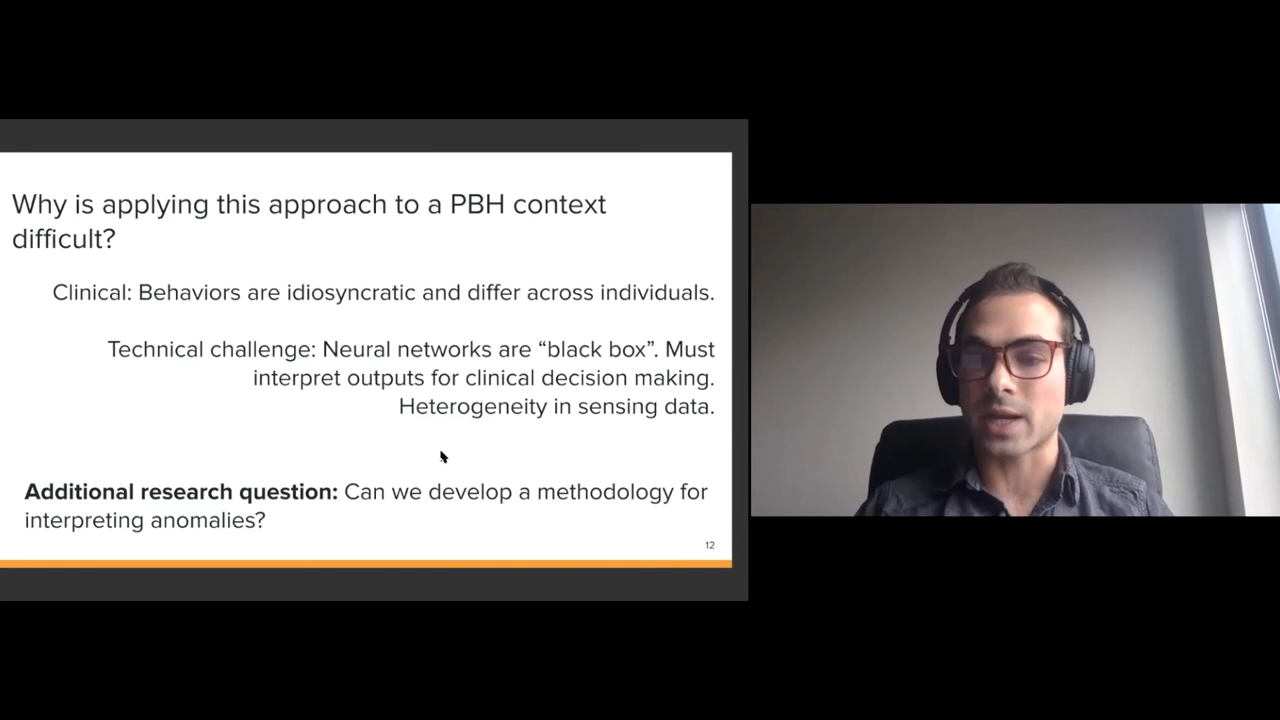 Why is applying this approach to a PBH context
difficult?
Clinical: Behaviors are idiosyncratic and differ across individuals.
Technical challenge: Neural networks are “black box”. Must
interpret outputs for clinical decision making.
Heterogeneity in sensing data.
Additional research question: Can we develop a methodology for
interpreting anomalies?
12